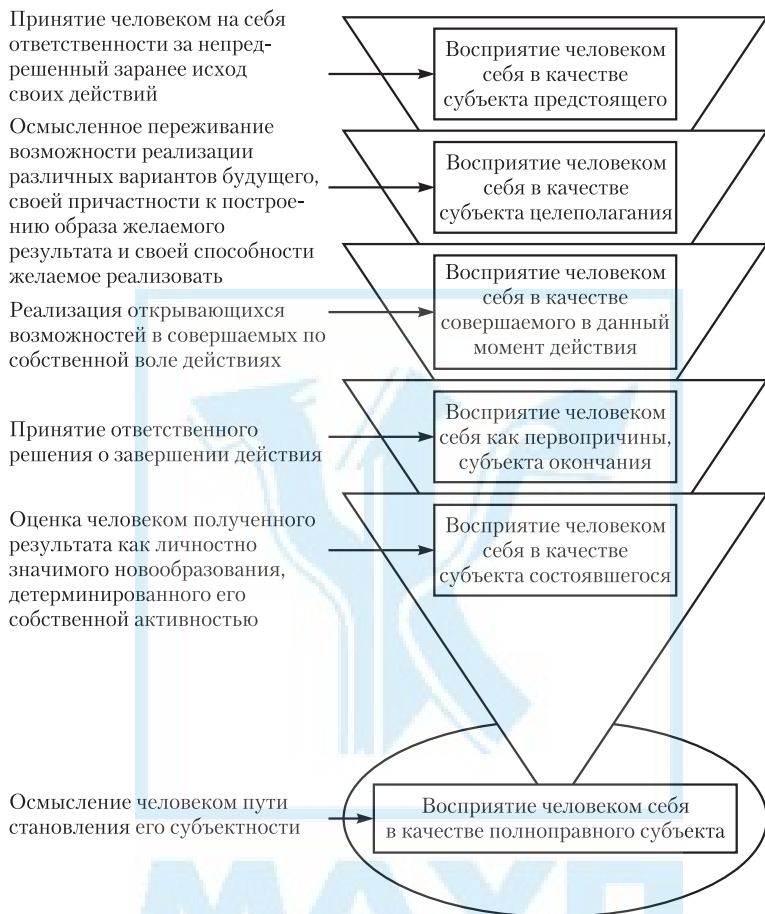 Принятие человеком на себя
ответственности за непред-
решенный заранее исход
своих действий
Восприятие человеком
себя в качестве
субъекта предстоящего
Осмысленное переживание
возможности реализации
различных вариантов будущего,
своей причастности к построе-
нию образа желаемого
результата и своей способности
желаемое реализовать
Восприятие человеком
себя в качестве
субъекта целеполагания
Реализация открывающихся
возможностей в совершаемых по
собственной воле действиях
Восприятие человеком
себя в качестве
совершаемого в данный
момент действия
Принятие ответственного
решения о завершении действия
Восприятие человеком
себя как первопричины,
субъекта окончания
Оценка человеком полученного
результата как личностно
значимого новообразования,
детерминированного его
собственной активностью
Восприятие человеком
себя в качестве
субъекта состоявшегося
Осмысление человеком пути
становления его субъектности
Восприятие человеком себя
в качестве полноправного субъекта
МАУП